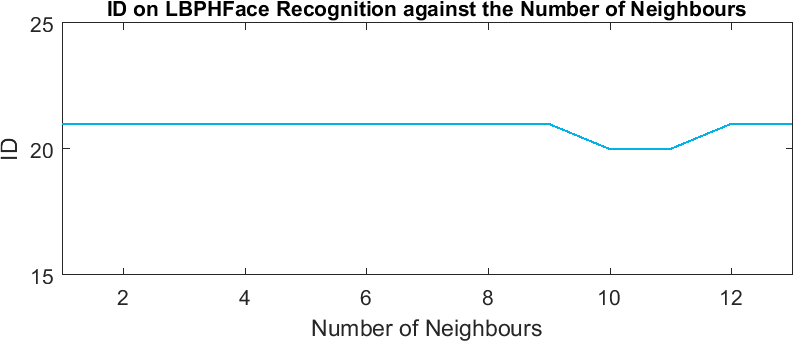 ID on LBPHFace Recognition against the Number of Neighbours
25
20
15
ID
2 4 6 8 10 12
Number of Neighbours